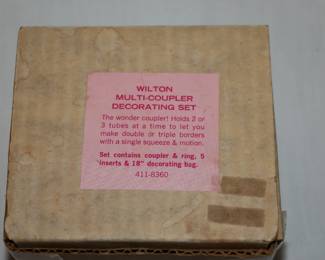 WILTON
MULTI-COUPLER
DECORATING SET
The wonder coupler! Holds 2 or
3 tubes at a time to let you
make double or triple borders
with a single squeeze & motion.
Set contains coupler & ring, 5
inserts & 18" decorating bag.
411-8360